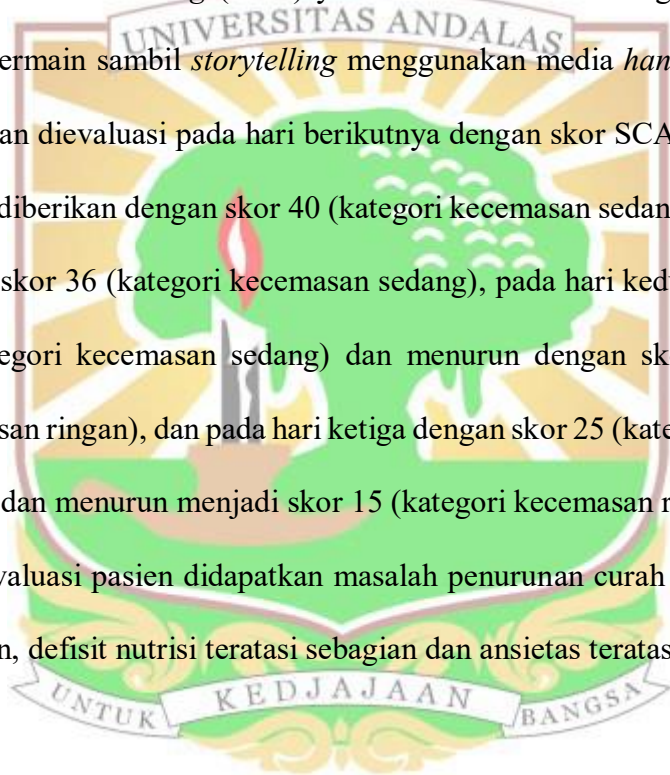 UNIVERSITAS ANDALAS
ermain sambil storytelling menggunakan media han
an dievaluasi pada hari berikutnya dengan skor SCA
diberikan dengan skor 40 (kategori kecemasan sedan
skor 36 (kategori kecemasan sedang), pada hari ked
egori kecemasan sedang) dan menurun dengan sk
san ringan), dan pada hari ketiga dengan skor 25 (kate
dan menurun menjadi skor 15 (kategori kecemasan r
valuasi pasien didapatkan masalah penurunan curah
n, defisit nutrisi teratasi sebagian dan ansietas teratas
UNTUK KEDJAJAAN BANGSA